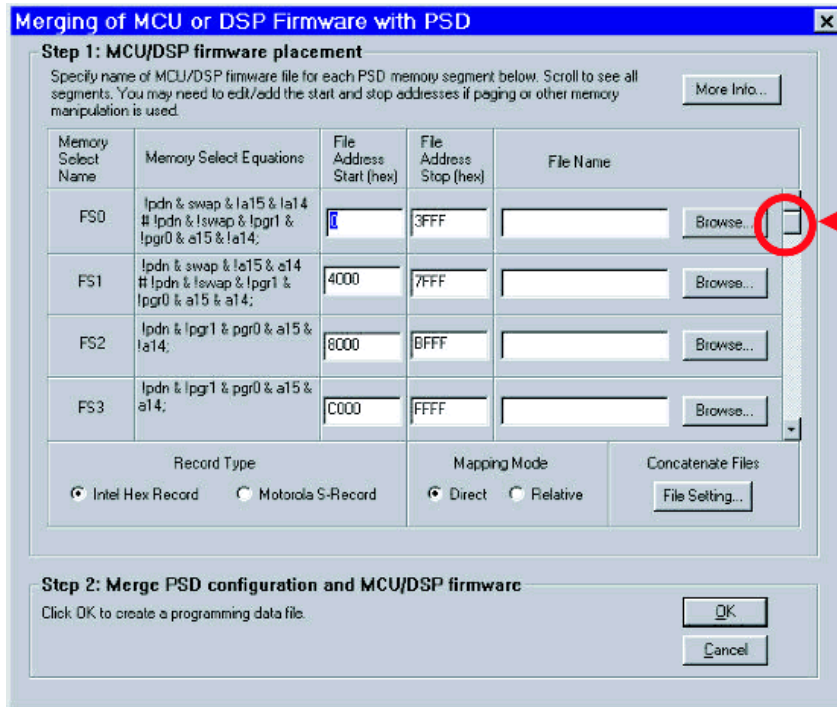 Merging of MCU or DSP Firmware with PSD
Step 1: MCU/DSP firmware placement
Specify name of MCU/DSP firmware file for each PSD memory segment below. Scroll to see all
segments. You may need to edit/add the start and stop addresses if paging or other memory
manipulation is used.
More Info...
Memory
Select
Name
Memory Select Equations
File
Address
Start (hex)
File
Address
Stop (hex)
File Name
FS0
!pdn & swap & !a15 & !a14
# !pdn & !swap & !pgr1 &
!pgr0 & a15 & !a14;
0
3FFF
Browse...
FS1
!pdn & swap & !a15 & a14
# !pdn & !swap & !pgr1 &
!pgr0 & a15 & a14;
4000
7FFF
Browse...
FS2
!pdn & !pgr1 & pgr0 & a15 &
!a14;
8000
BFFF
Browse...
FS3
!pdn & !pgr1 & pgr0 & a15 &
a14;
C000
FFFF
Browse...
Record Type
Intel Hex Record
Motorola S-Record
Mapping Mode
Direct
Relative
Concatenate Files
File Setting...
Step 2: Merge PSD configuration and MCU/DSP firmware
Click OK to create a programming data file.
OK
Cancel